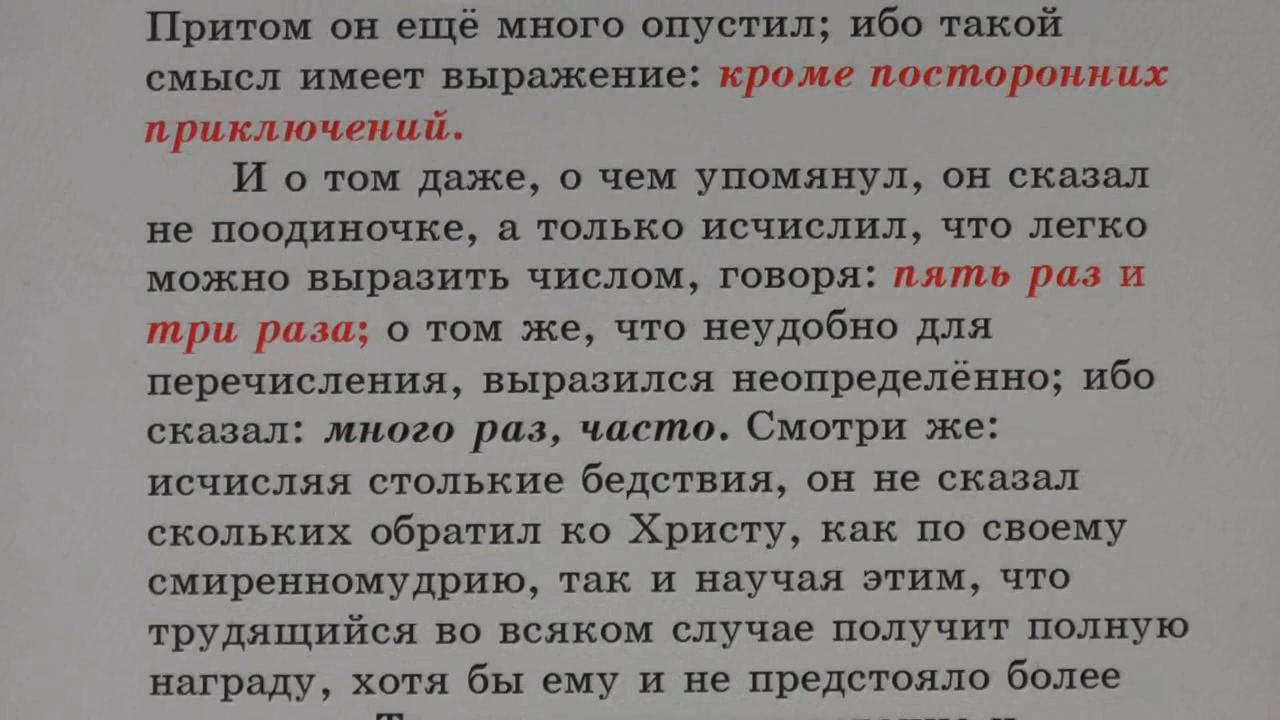 Притом он ещё много опустил; ибо такой
смысл имеет выражение: кроме посторонних
приключений.
И о том даже, о чем упомянул, он сказал
не поодиночке, а только исчислил, что легко
можно выразить числом, говоря: пять раз и
три раза; о том же, что неудобно для
перечисления, выразился неопределённо; ибо
сказал: много раз, часто. Смотри же:
исчисляя столькие бедствия, он не сказал
скольких обратил ко Христу, как по своему
смиренномудрию, так и научая этим, что
трудящийся во всяком случае получит полную
награду, хотя бы ему и не предстояло более